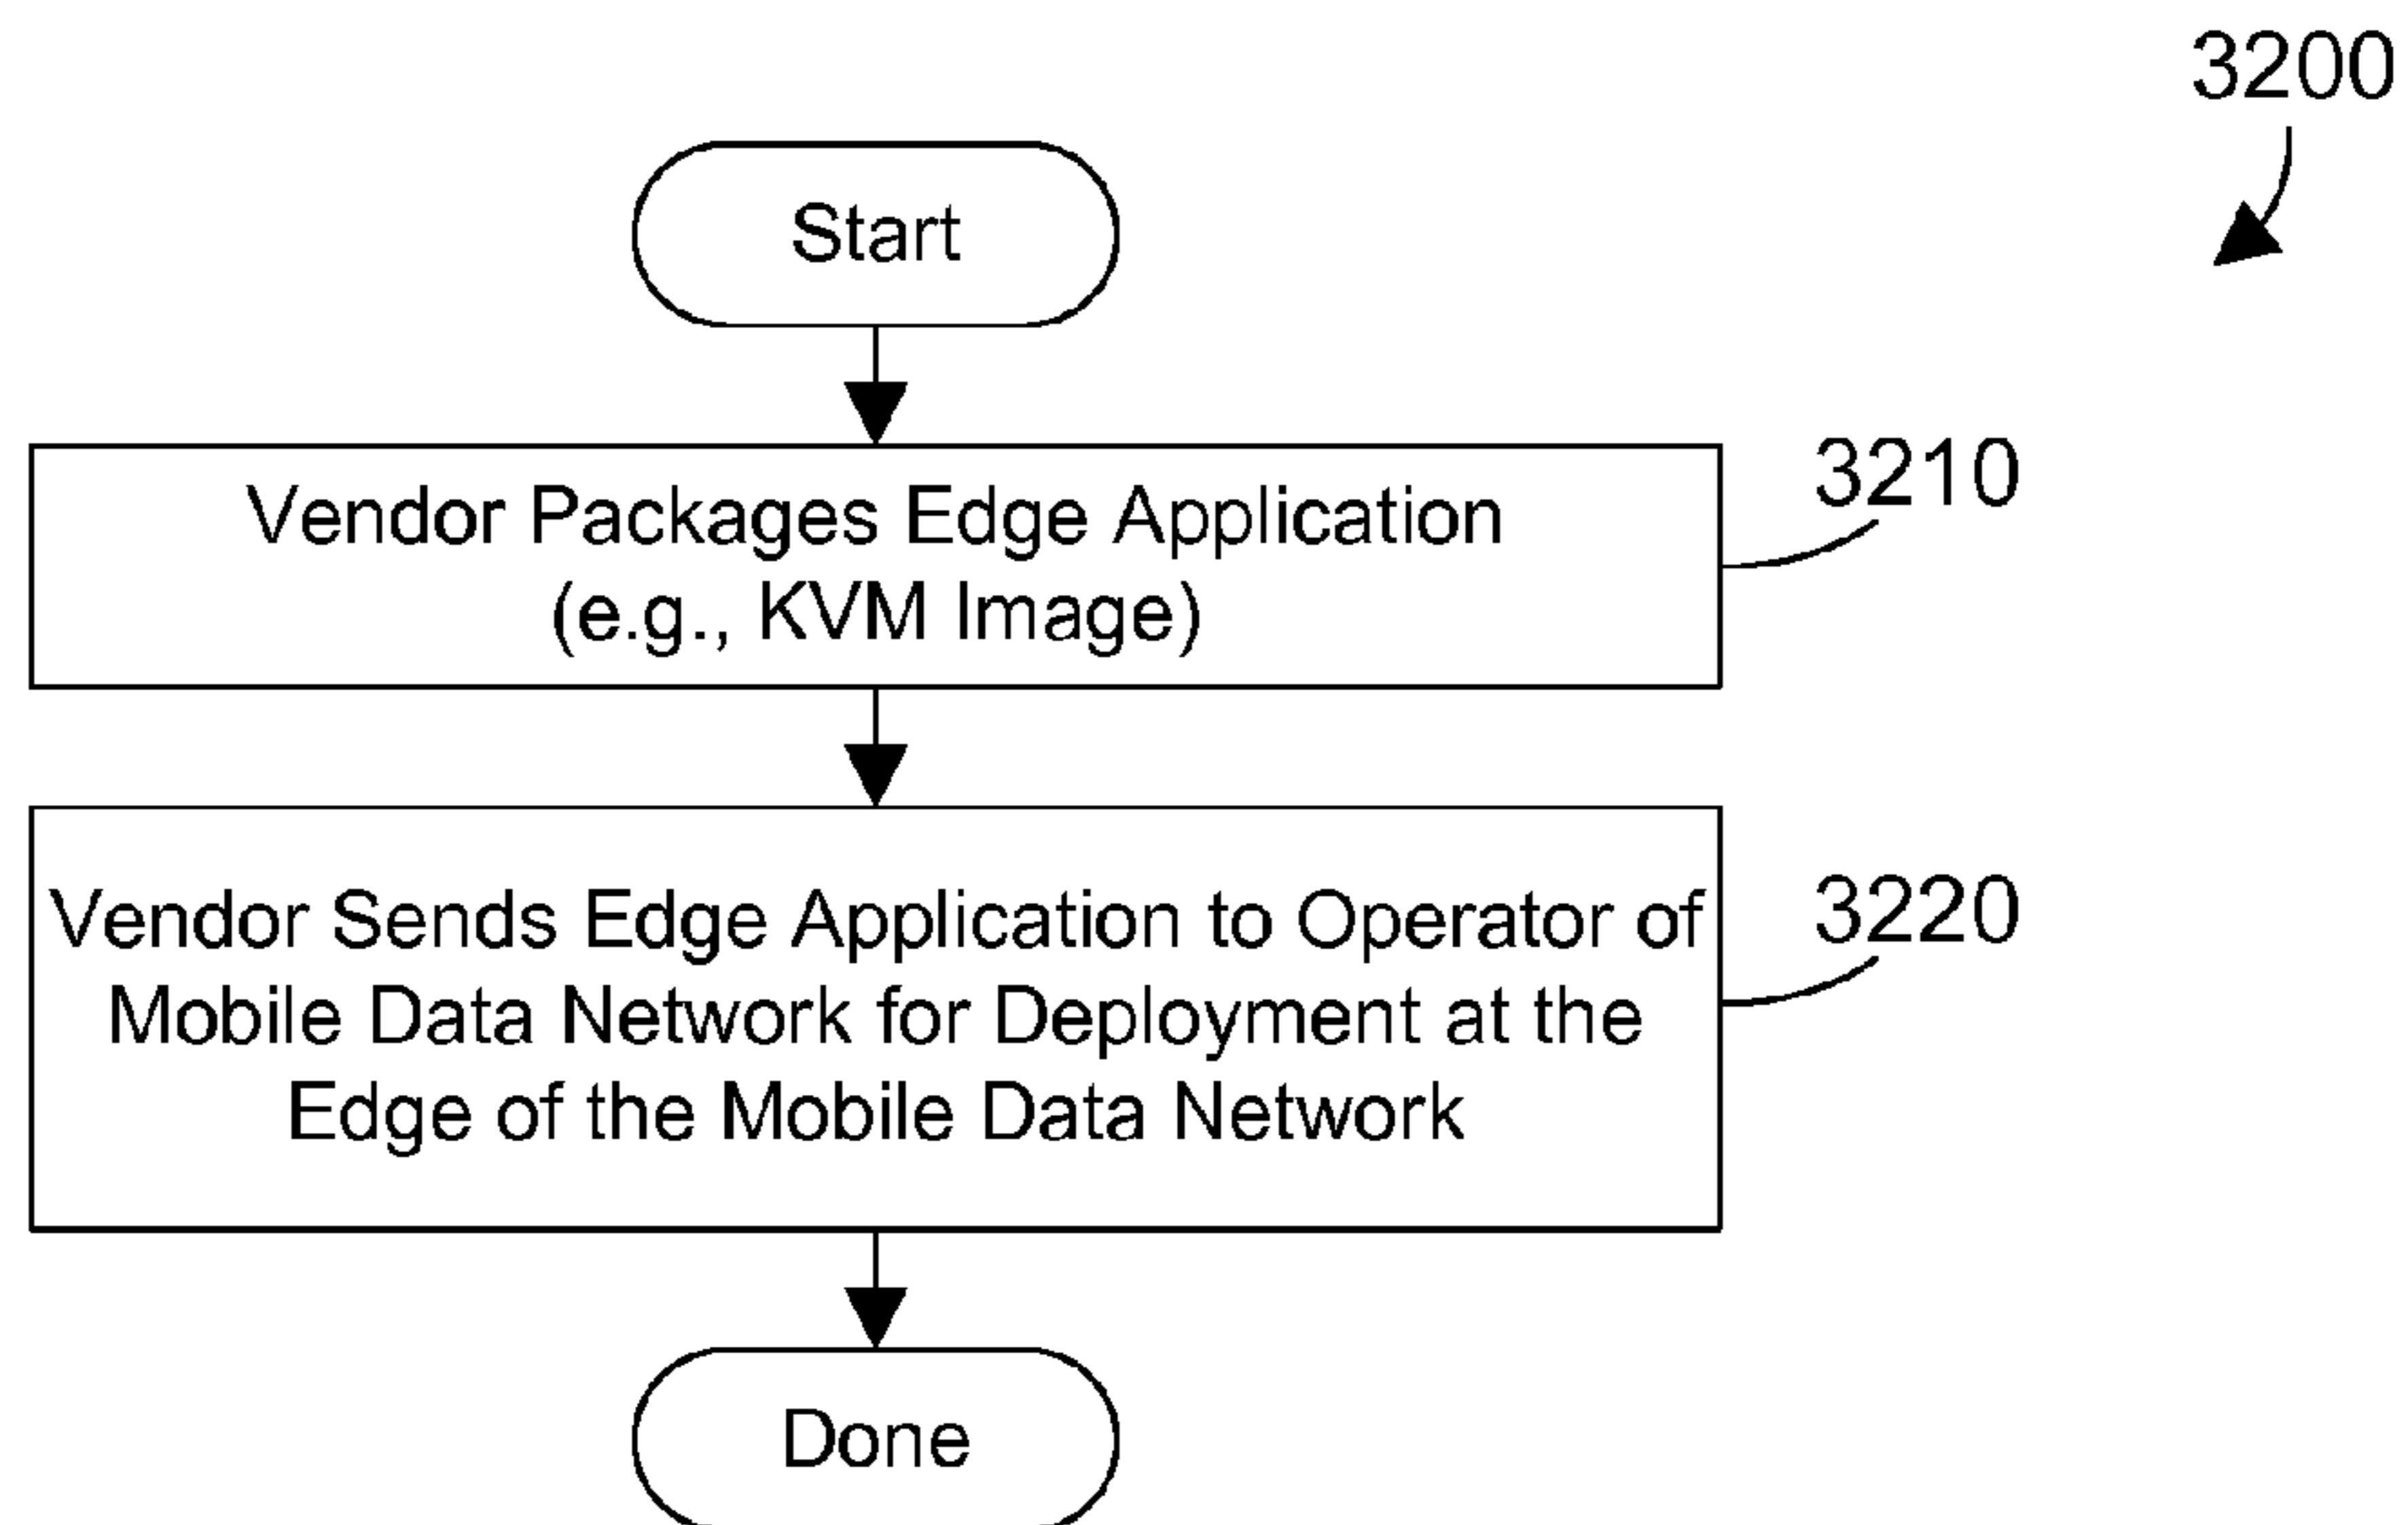 3200
Start
Vendor Packages Edge Application
(e.g., KVM Image)
3210
Vendor Sends Edge Application to Operator of
Mobile Data Network for Deployment at the
Edge of the Mobile Data Network
3220
Done